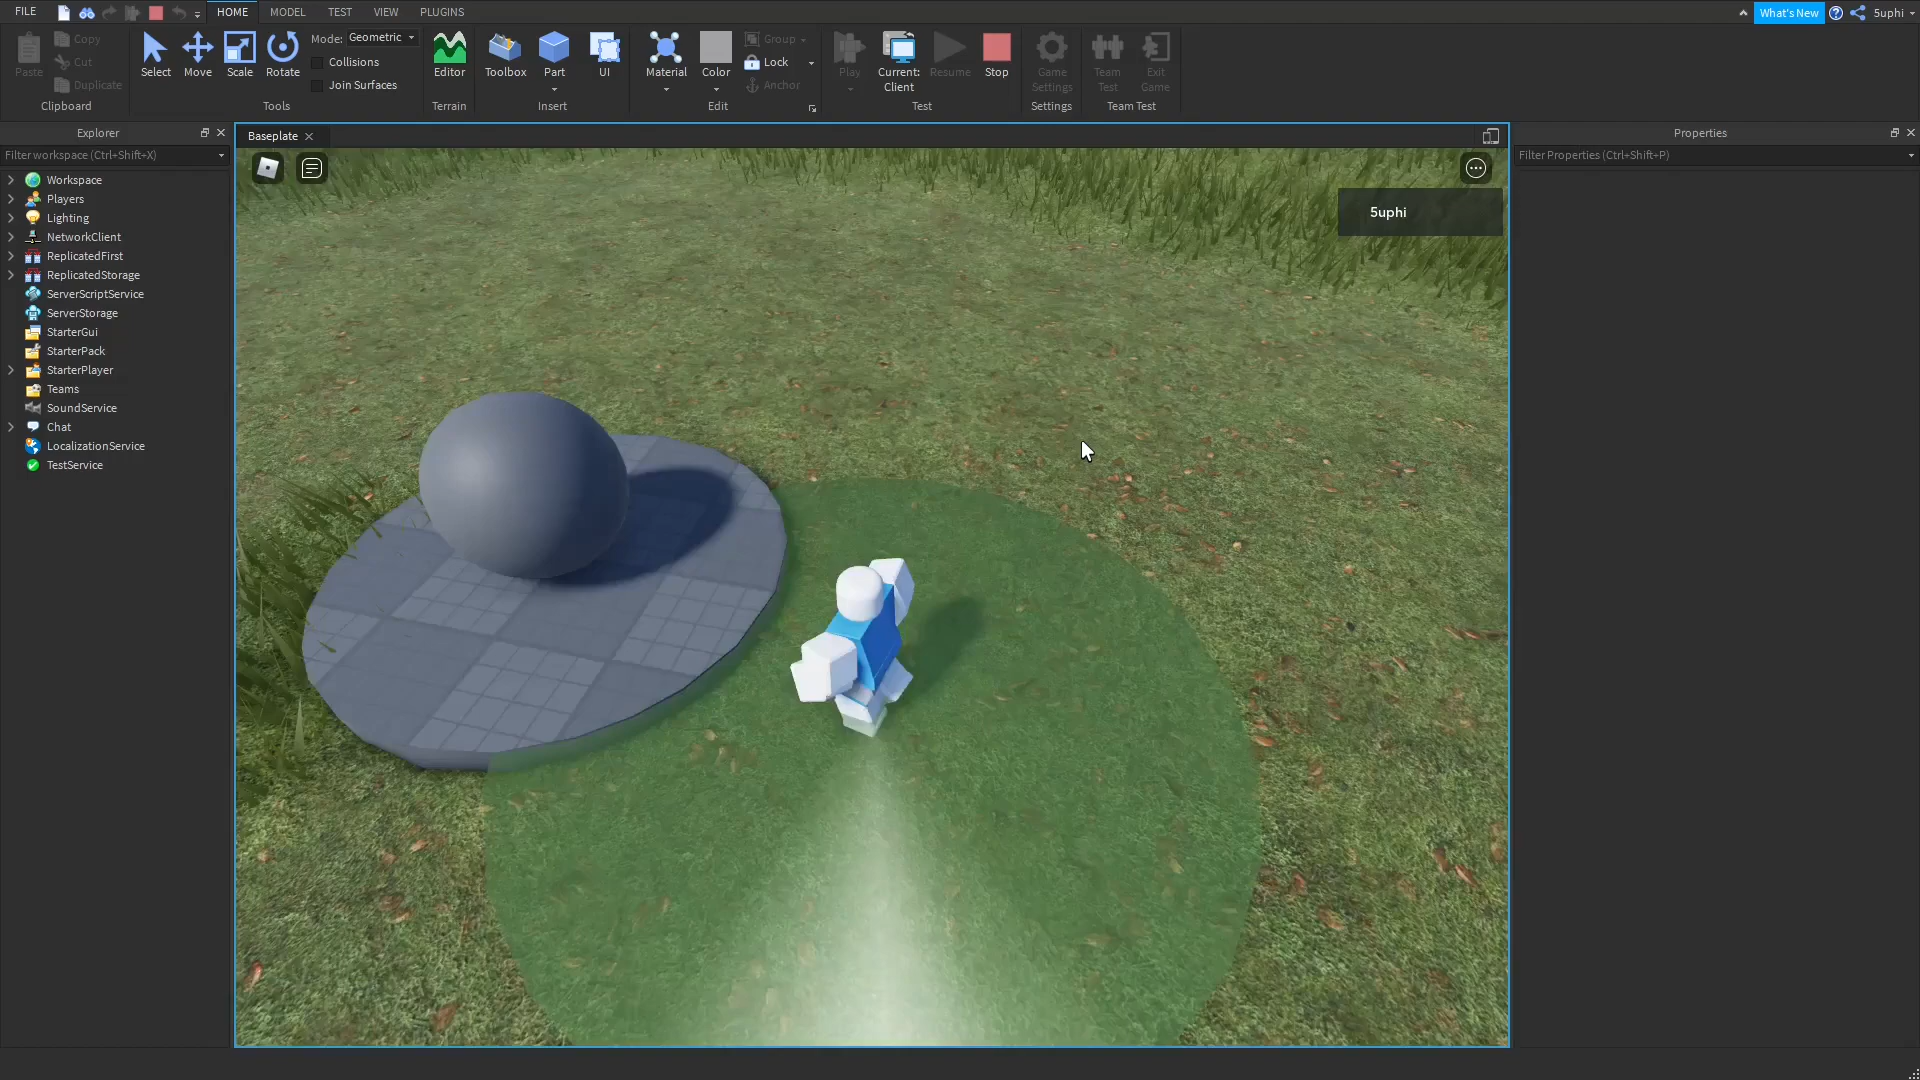 FILE
HOME
MODEL
TEST
VIEW
PLUGINS
What's New
5uphi
Paste
Copy
Cut
Duplicate
Clipboard
Select
Move
Scale
Rotate
Mode: Geometric
Collisions
Join Surfaces
Tools
Editor
Terrain
Toolbox
Part
UI
Insert
Material
Color
Group
Lock
Anchor
Edit
Play
Current:
Client
Resume
Stop
Test
Game
Settings
Settings
Team
Test
Exit
Game
Team Test
Explorer
Filter workspace (Ctrl+Shift+X)
Workspace
Players
Lighting
NetworkClient
ReplicatedFirst
ReplicatedStorage
ServerScriptService
ServerStorage
StarterGui
StarterPack
StarterPlayer
Teams
SoundService
Chat
LocalizationService
TestService
Baseplate
5uphi
Properties
Filter Properties (Ctrl+Shift+P)